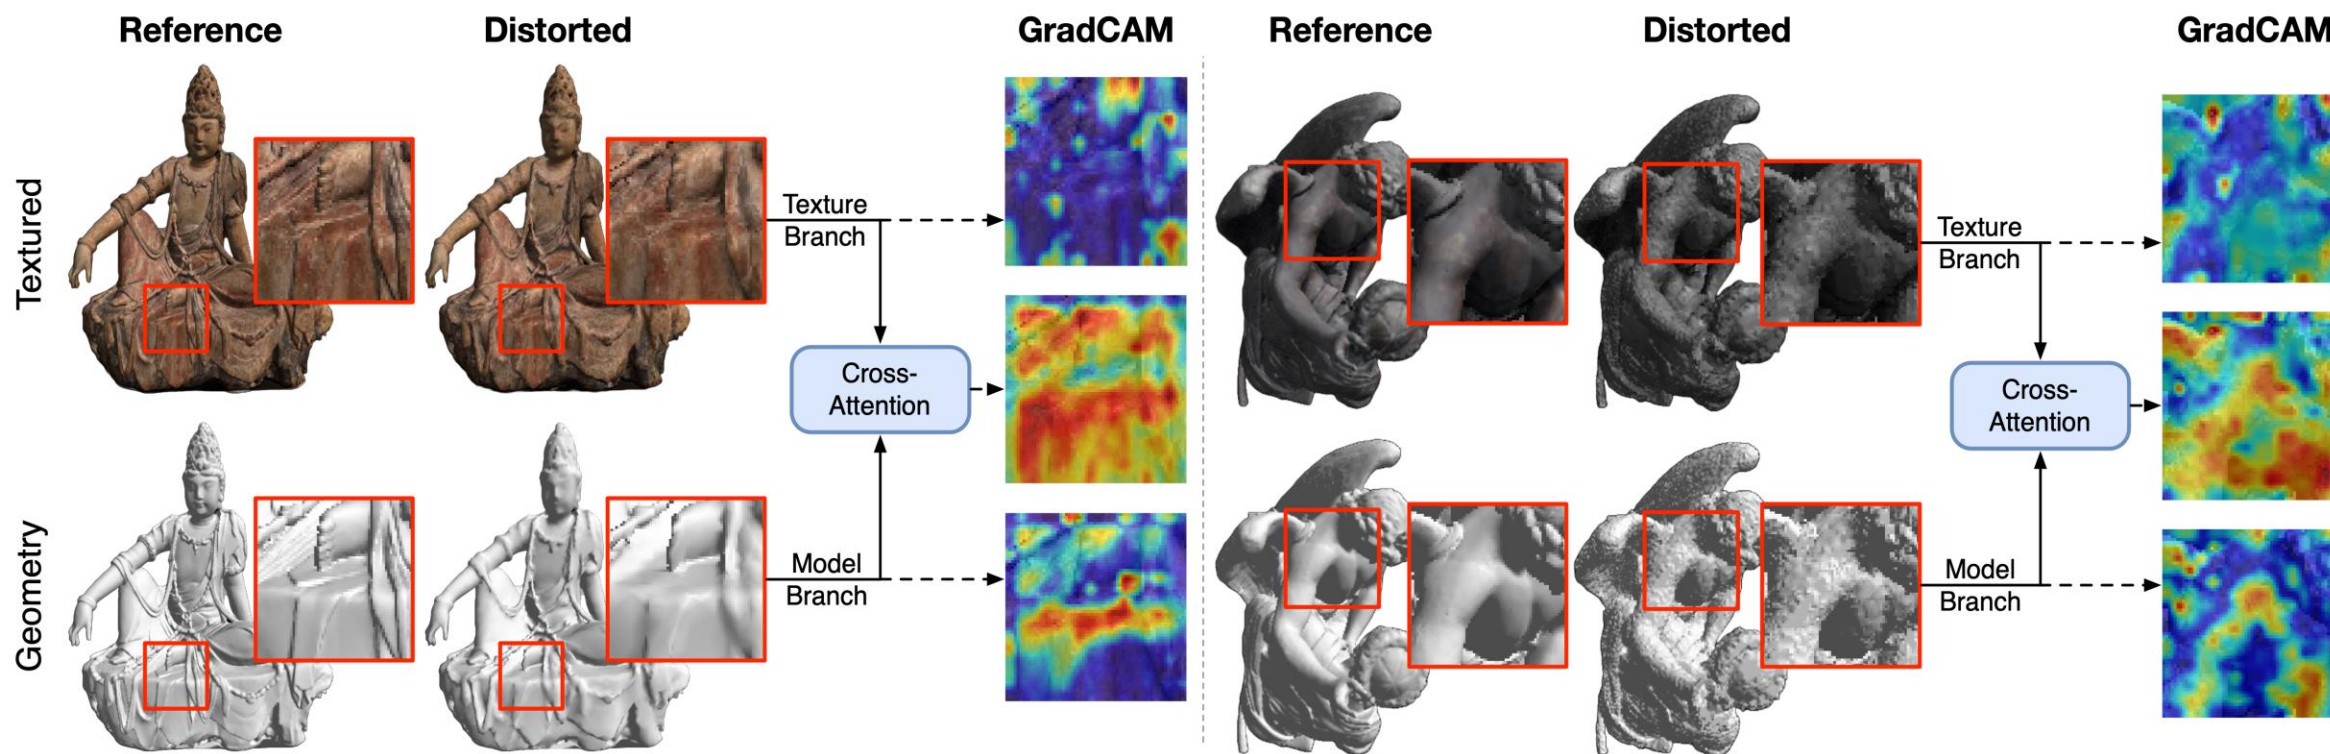 Reference
Distorted
GradCAM
Reference
Distorted
GradCAM
Textured
Texture
Branch
Cross-
Attention
Model
Branch
Geometry
Texture
Branch
Cross-
Attention
Model
Branch